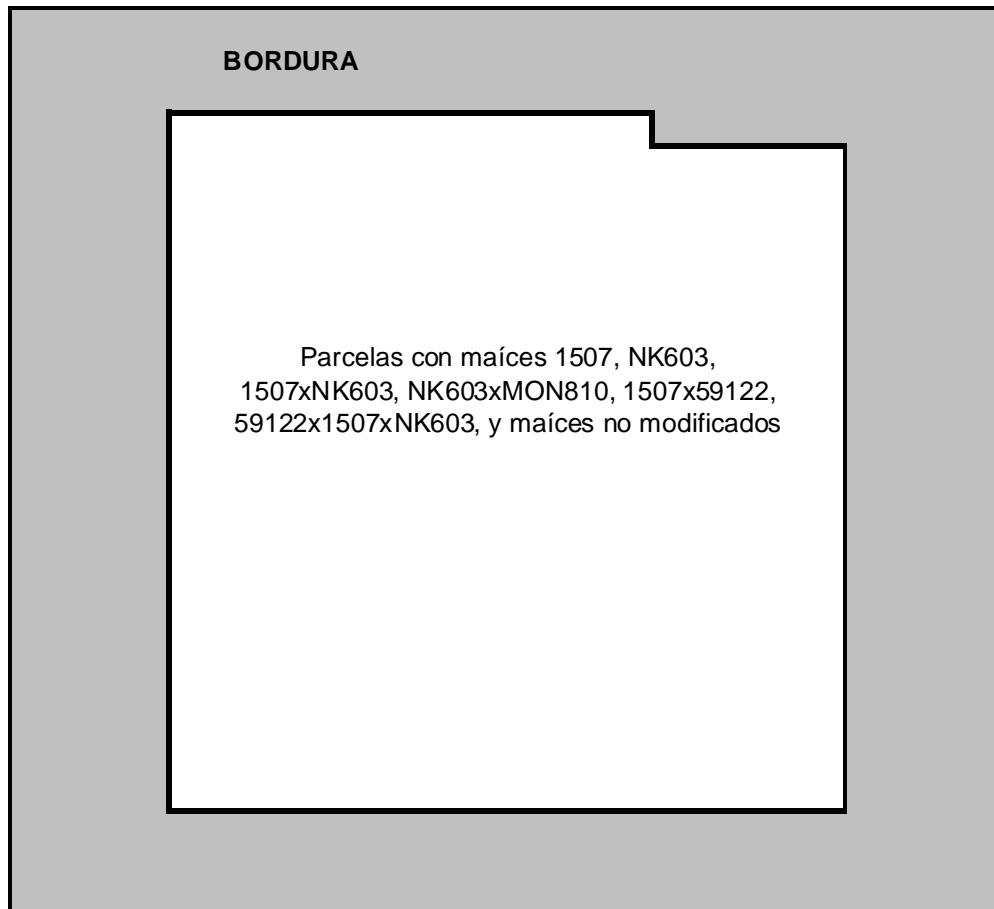 BORDURA
Parcelas con maíces 1507, NK603,
1507xNK603, NK603xMON810, 1507x59122,
59122x1507xNK603, y maíces no modificados